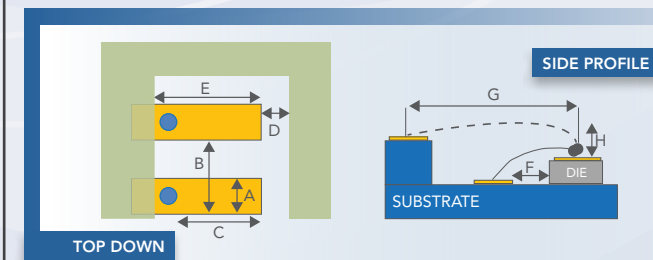 SIDE PROFILE
E
D
B
A
C
TOP DOWN
G
H
F
DIE
SUBSTRATE